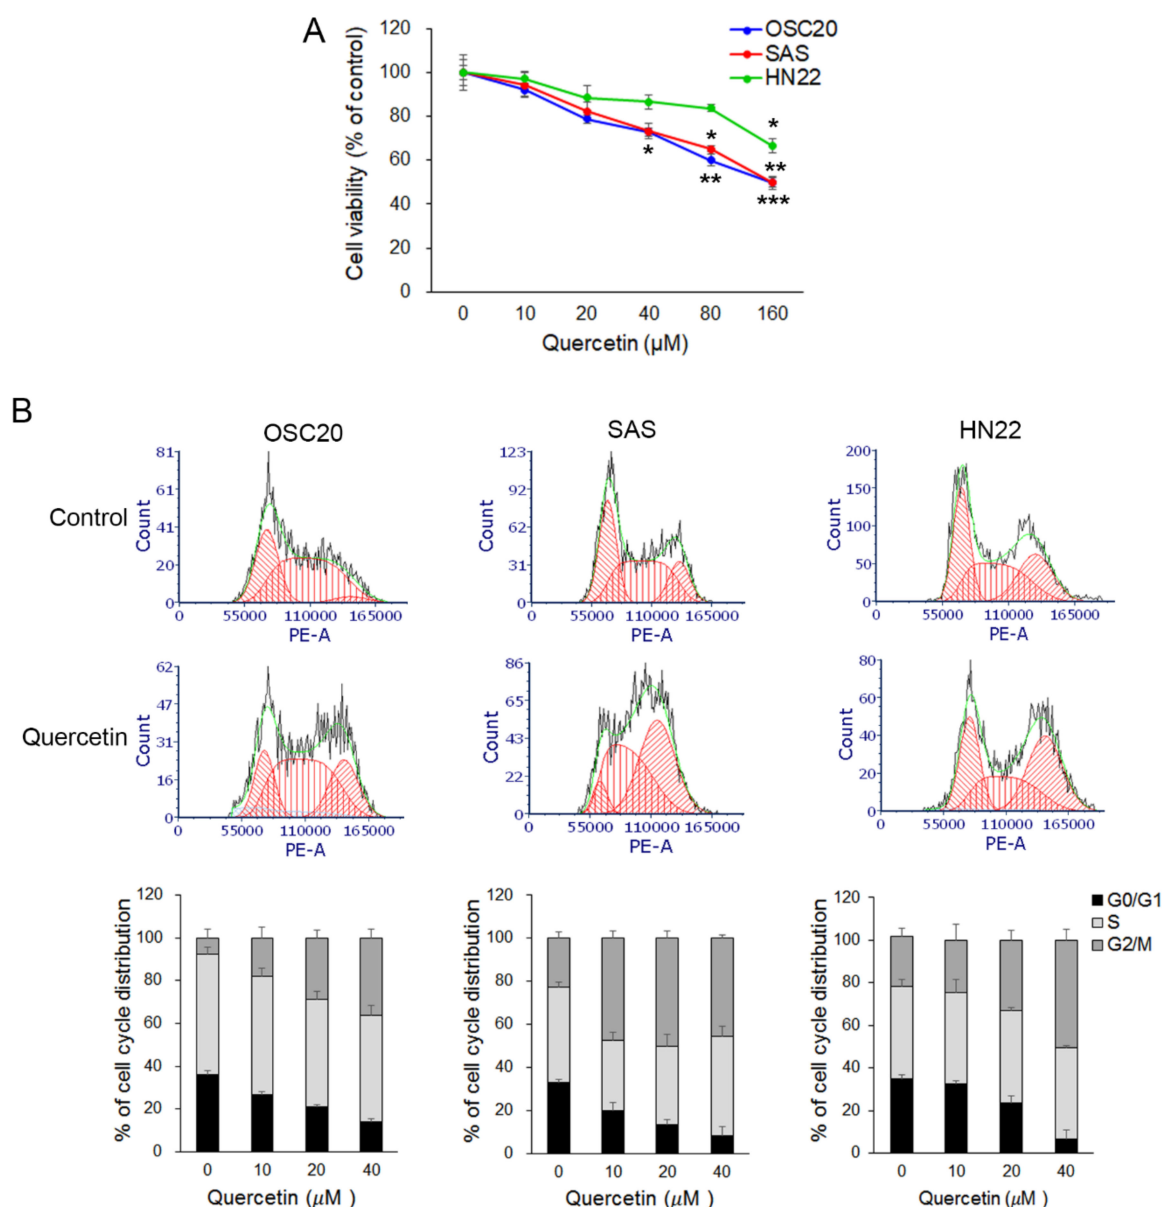 A
120
100
80
60
40
20
0
Cell viability (% of control)
OSC20
SAS
HN22
*
*
*
**
**
***
0 10 20 40 80 160
Quercetin (µM)
B
OSC20 SAS HN22
Control
81
61
41
20
0
Count
0 55000 110000 165000
PE-A
123
92
62
31
0
Count
0 55000 110000 165000
PE-A
200
150
100
50
0
Count
0 55000 110000 165000
PE-A
Quercetin
62
47
31
16
0
Count
0 55000 110000 165000
PE-A
86
65
43
22
0
Count
0 55000 110000 165000
PE-A
80
60
40
20
0
Count
0 55000 110000 165000
PE-A
120
100
80
60
40
20
0
% of cell cycle distribution
0 10 20 40
Quercetin (µM )
120
100
80
60
40
20
0
% of cell cycle distribution
0 10 20 40
Quercetin (µM )
120
100
80
60
40
20
0
% of cell cycle distribution
0 10 20 40
Quercetin (µM )
G0/G1
S
G2/M